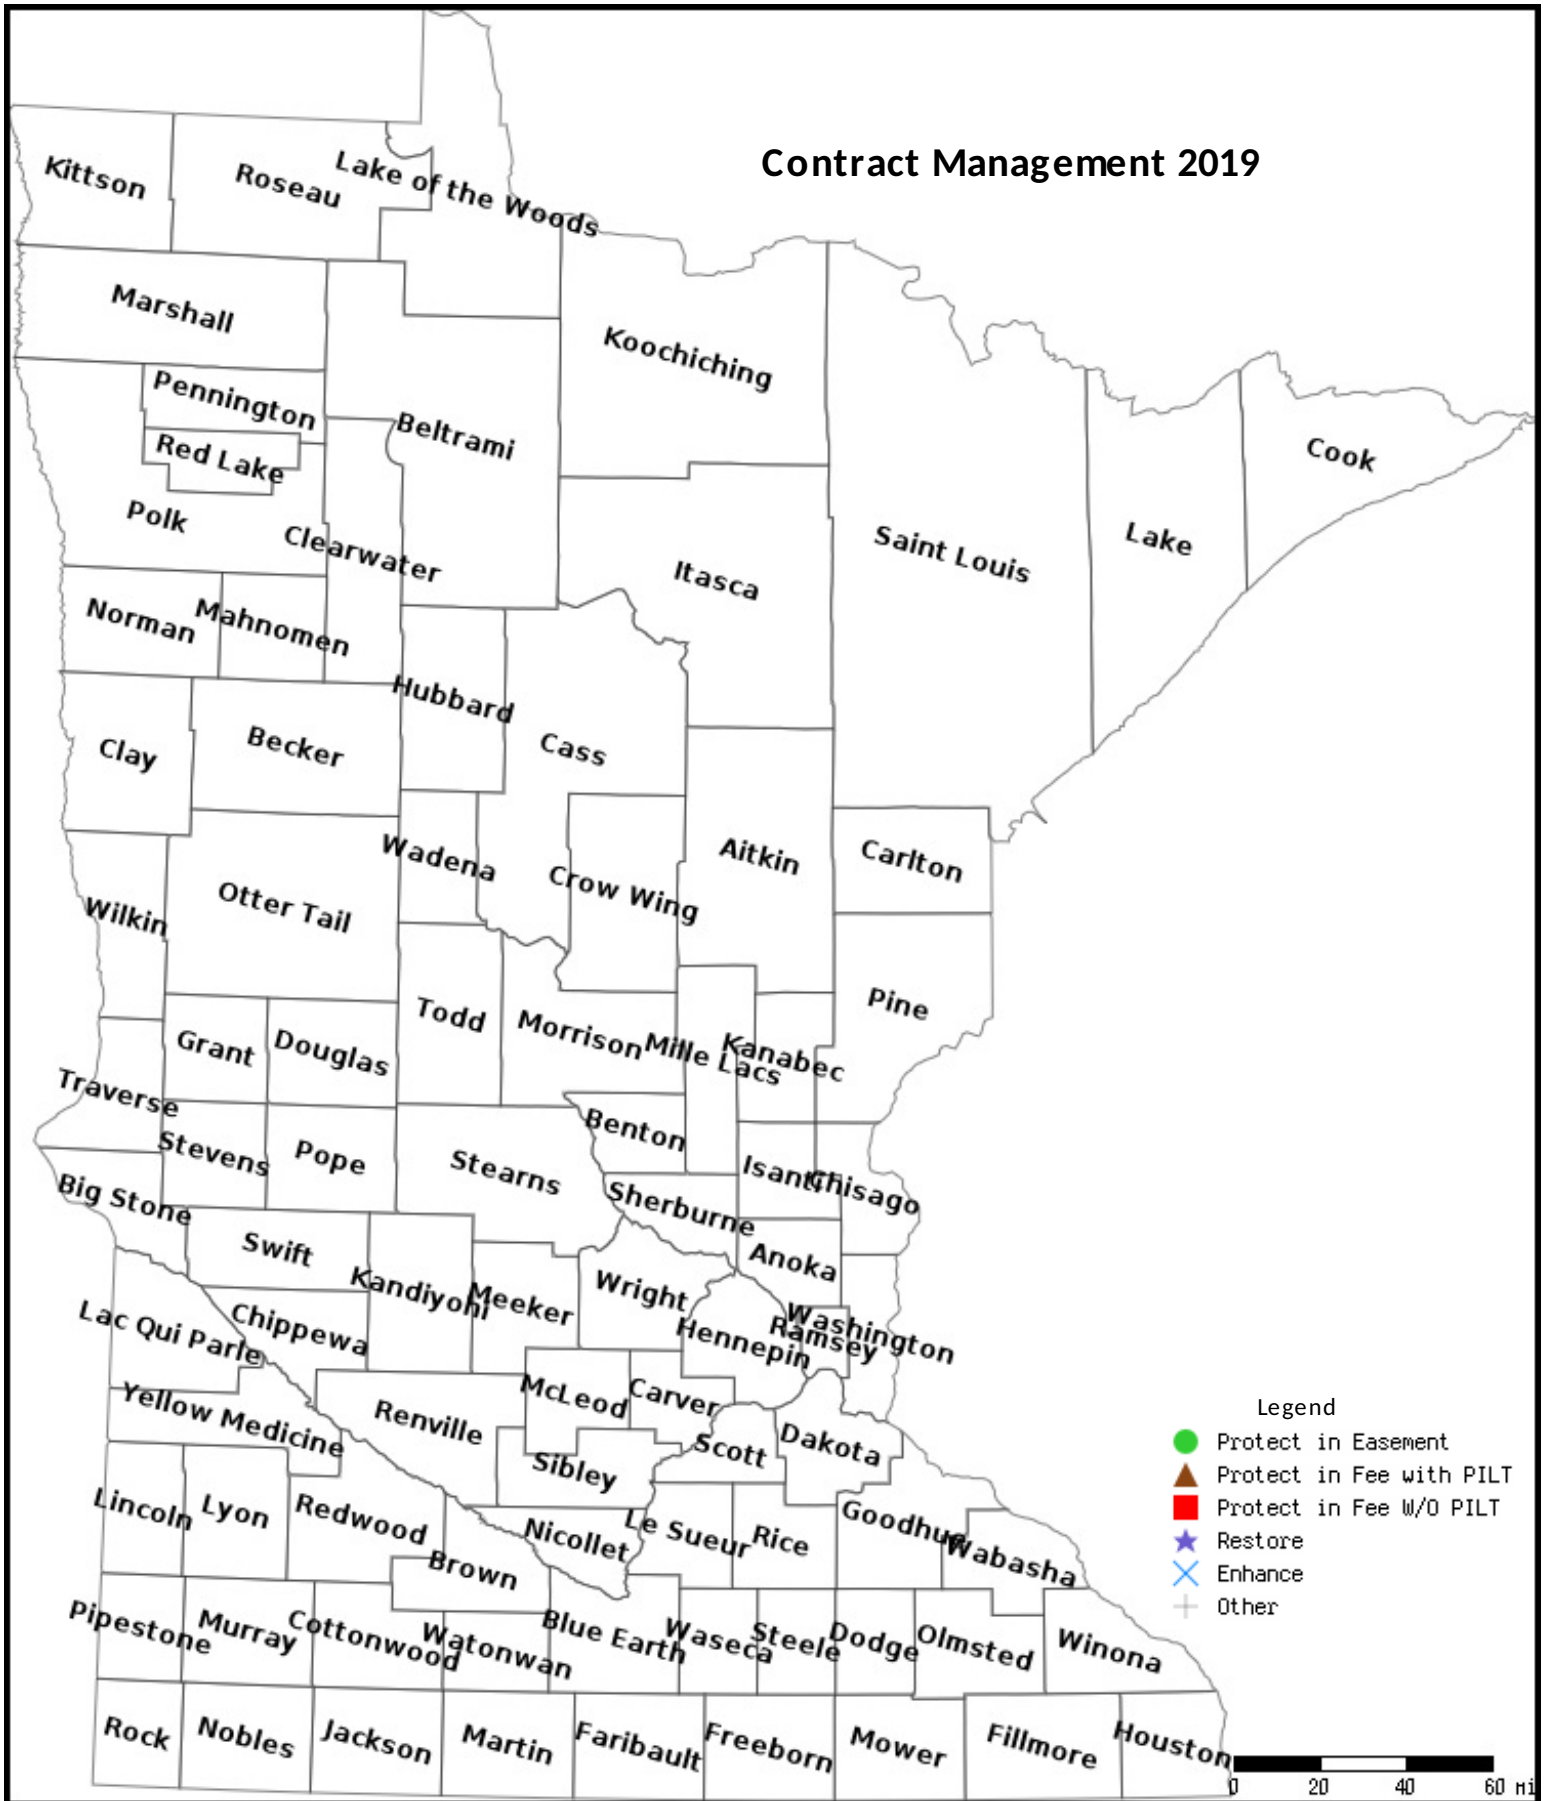 Contract Management 2019
Kittson
Roseau
Lake of the Woods
Marshall
Koochiching
Pennington
Beltrami
Red Lake
Cook
Polk
Clearwater
Saint Louis
Lake
Itasca
Norman
Mahnomen
Hubbard
Clay
Becker
Cass
Wadena
Aitkin
Carlton
Otter Tail
Crow Wing
Wilkin
Pine
Todd
Morrison
Grant
Douglas
Mille Lacs
Kanabec
Traverse
Benton
Stevens
Pope
Stearns
Isanti
Chisago
Big Stone
Sherburne
Swift
Anoka
Kandiyohi
Meeker
Wright
Lac Qui Parle
Chippewa
Hennepin
Ramsey
Washington
Yellow Medicine
Renville
McLeod
Carver
Scott
Dakota
Sibley
Lincoln
Lyon
Redwood
Nicollet
Le Sueur
Rice
Goodhue
Wabasha
Brown
Pipestone
Murray
Cottonwood
Watonwan
Blue Earth
Waseca
Steele
Dodge
Olmsted
Winona
Rock
Nobles
Jackson
Martin
Faribault
Freeborn
Mower
Fillmore
Houston
Legend
Protect in Easement
Protect in Fee with PILT
Protect in Fee W/O PILT
Restore
Enhance
Other
0 20 40 60 mi